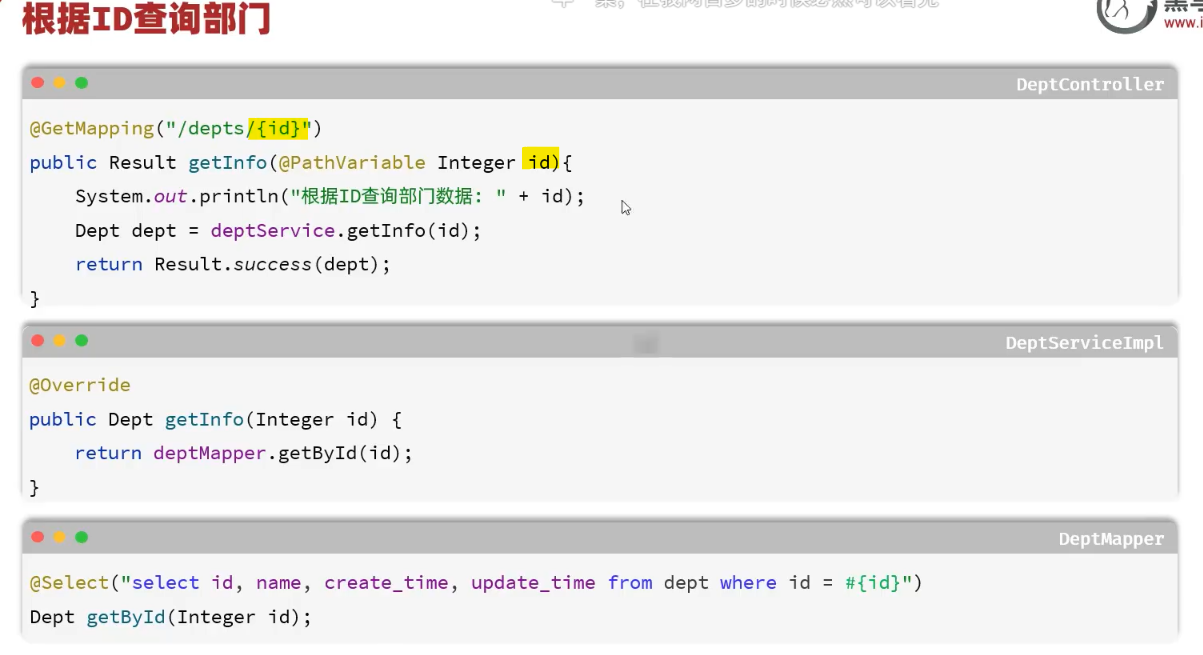 根据ID查询部门
www.i
DeptController
@GetMapping("/depts/{id}")
public Result getInfo(@PathVariable Integer id){
System.out.println("根据ID查询部门数据: " + id);
Dept dept = deptService.getInfo(id);
return Result.success(dept);
}
DeptServiceImpl
@Override
public Dept getInfo(Integer id) {
return deptMapper.getById(id);
}
DeptMapper
@Select("select id, name, create_time, update_time from dept where id = #{id}")
Dept getById(Integer id);